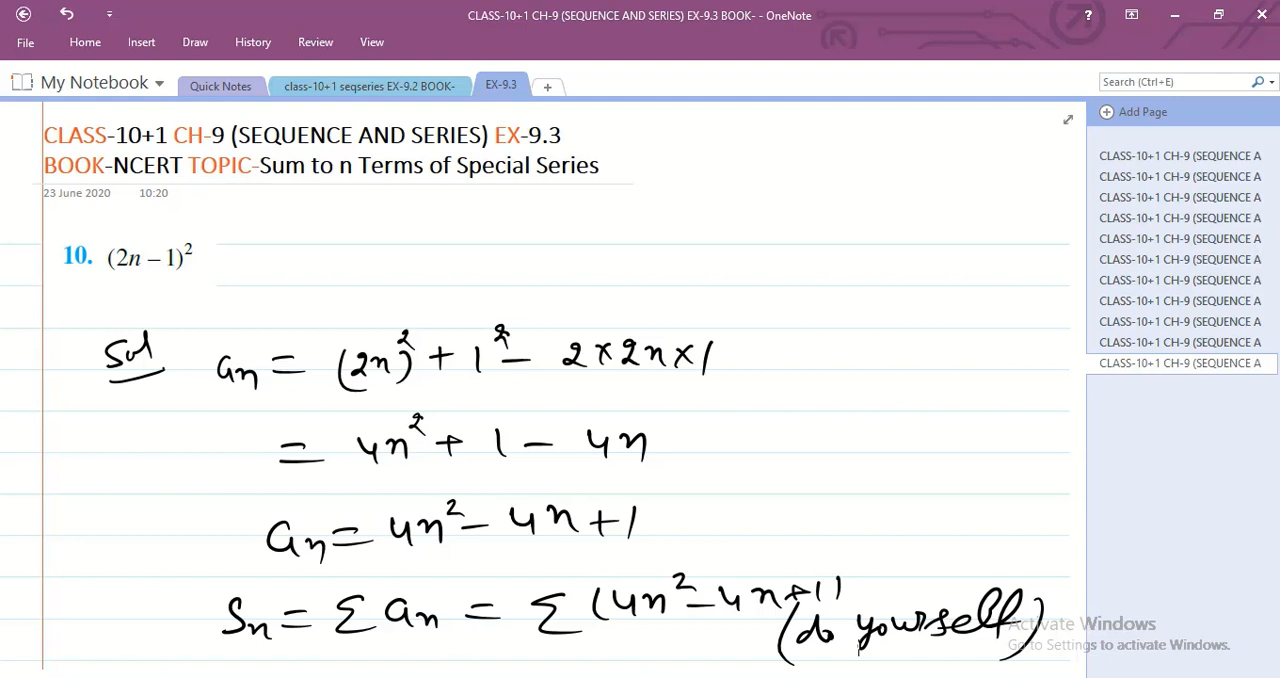 CLASS-10+1 CH-9 (SEQUENCE AND SERIES) EX-9.3 BOOK- - OneNote
?
File Home Insert Draw History Review View
My Notebook Quick Notes class-10+1 seqseries EX-9.2 BOOK- EX-9.3 +
Search (Ctrl+E)
Add Page
CLASS-10+1 CH-9 (SEQUENCE AND SERIES) EX-9.3
BOOK-NCERT TOPIC-Sum to n Terms of Special Series
23 June 2020 10:20
10. (2n – 1)²
Sol aₙ = (2n²) + 1² - 2×2n×1
= 4n² + 1 - 4n
aₙ = 4n² - 4n + 1
Sₙ = Σ aₙ = Σ (4n² - 4n + 1)
(do yourself)
Activate Windows
Go to Settings to activate Windows.
CLASS-10+1 CH-9 (SEQUENCE A
CLASS-10+1 CH-9 (SEQUENCE A
CLASS-10+1 CH-9 (SEQUENCE A
CLASS-10+1 CH-9 (SEQUENCE A
CLASS-10+1 CH-9 (SEQUENCE A
CLASS-10+1 CH-9 (SEQUENCE A
CLASS-10+1 CH-9 (SEQUENCE A
CLASS-10+1 CH-9 (SEQUENCE A
CLASS-10+1 CH-9 (SEQUENCE A
CLASS-10+1 CH-9 (SEQUENCE A
CLASS-10+1 CH-9 (SEQUENCE A